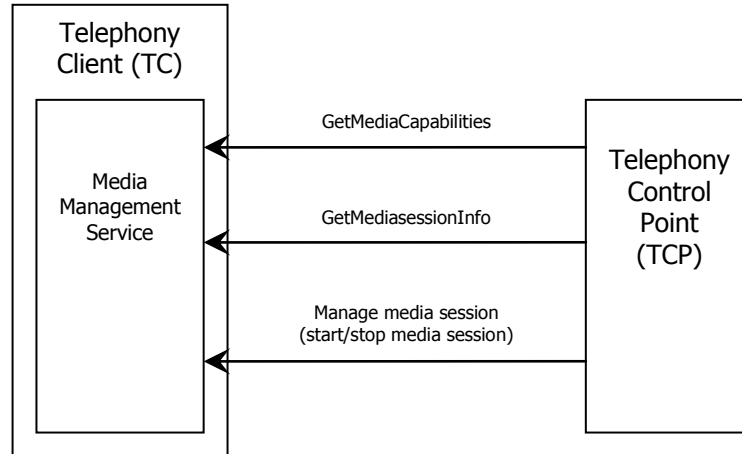 Telephony
Client (TC)
Media
Management
Service
GetMediaCapabilities
GetMediasessionInfo
Manage media session
(start/stop media session)
Telephony
Control
Point
(TCP)